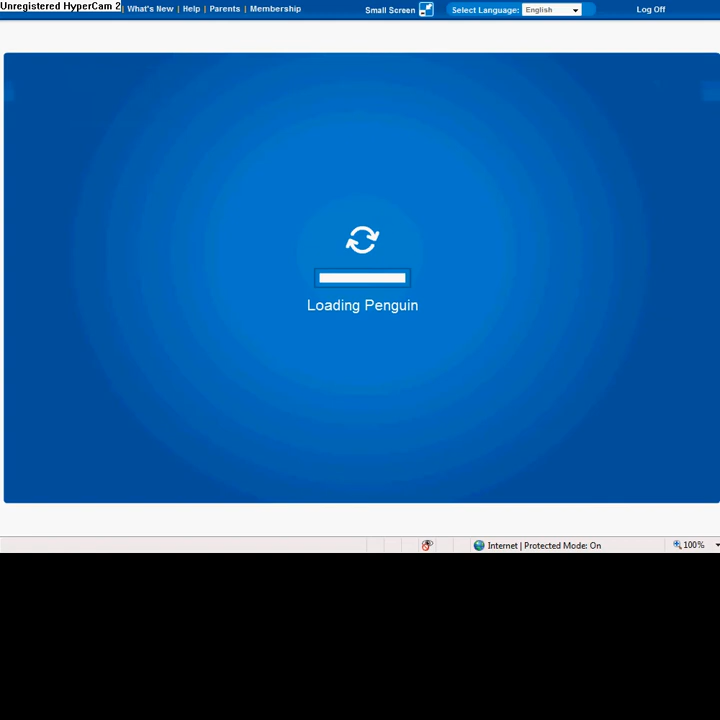 Unregistered HyperCam 2 | What's New | Help | Parents | Membership Small Screen Select Language: English Log Off
Loading Penguin
Internet | Protected Mode: On 100%